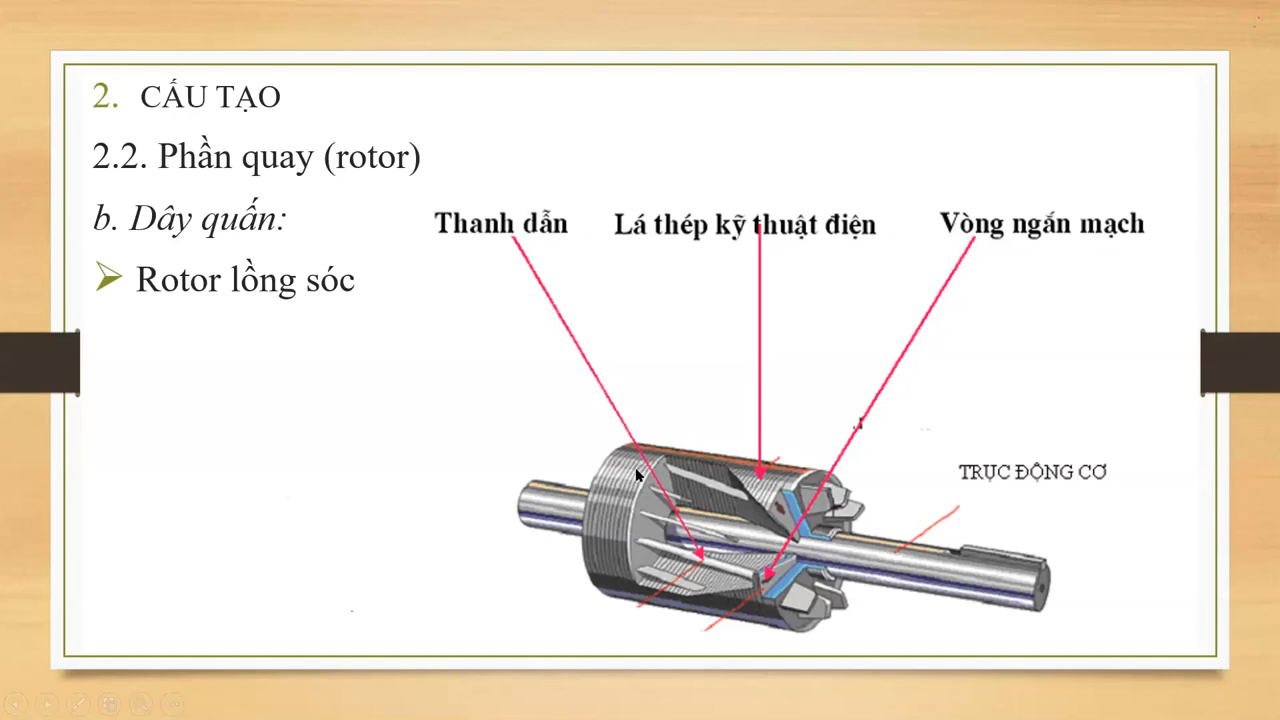 2. CẤU TẠO
2.2. Phần quay (rotor)
b. Dây quấn:
Rotor lồng sóc
Thanh dẫn
Lá thép kỹ thuật điện
Vòng ngắn mạch
TRỤC ĐỘNG CƠ